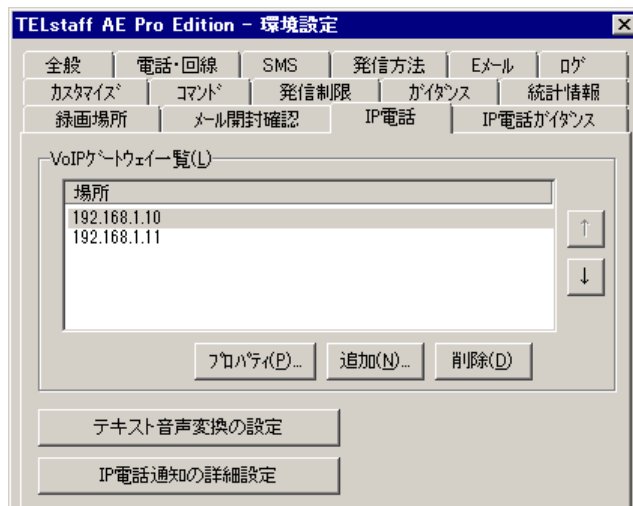 TELstaff AE Pro Edition - 環境設定
全般 電話・回線 SMS 発信方法 Eメール ログ
カスタマイズ コマンド 発信制限 ガイダンス 統計情報
録画場所 メール開封確認 IP電話 IP電話ガイダンス
VoIPゲートウェイ一覧(L)
場所
192.168.1.10
192.168.1.11
↑
↓
プロパティ(P)... 追加(N)... 削除(D)
テキスト音声変換の設定
IP電話通知の詳細設定